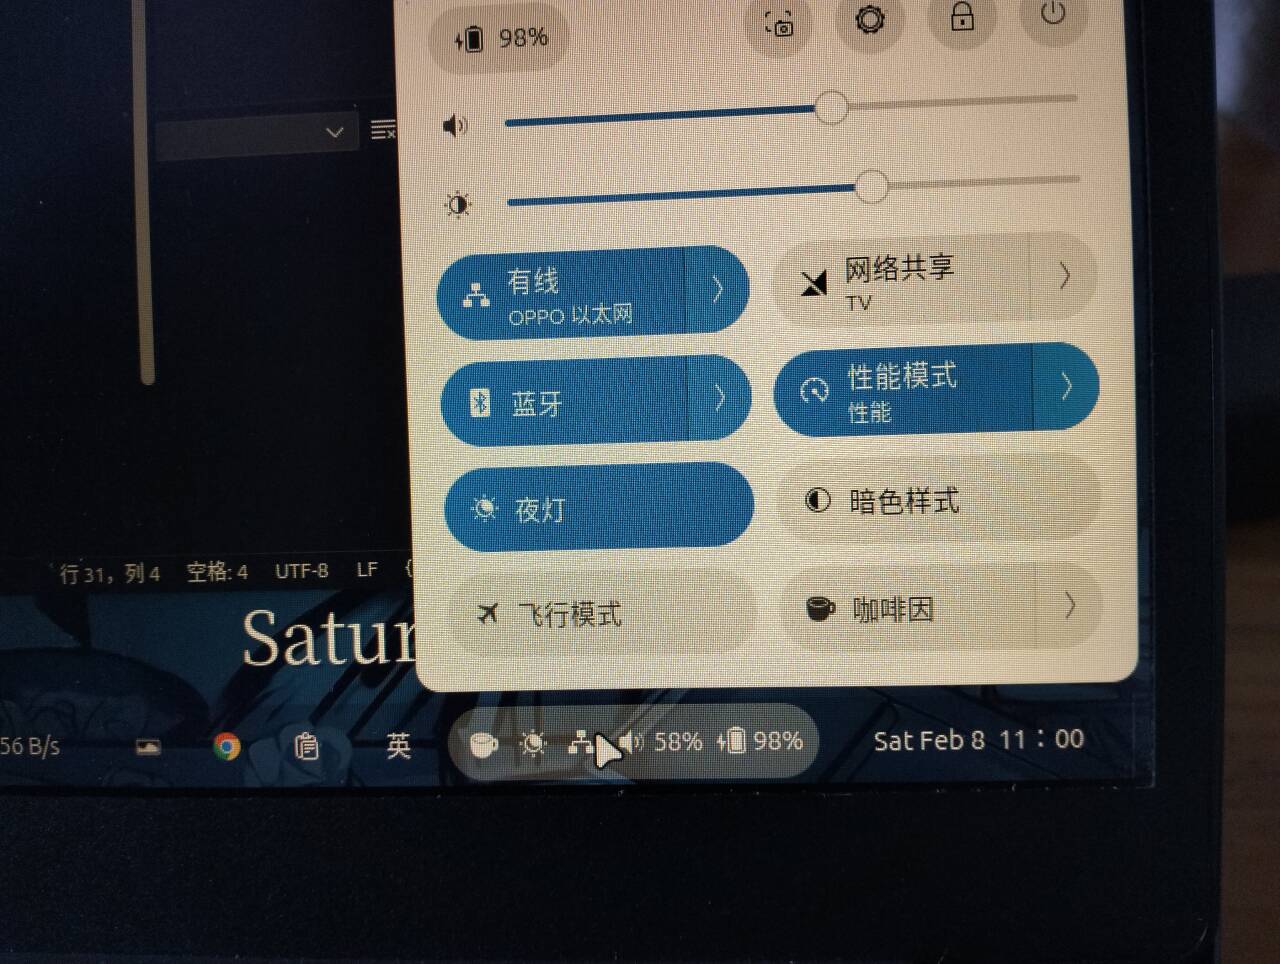 98%
有线
OPPO 以太网
网络共享
TV
蓝牙
性能模式
性能
夜灯
暗色样式
飞行模式
咖啡因
行 31，列 4 空格: 4 UTF-8 LF {
Satur
56 B/s 英 58% 98% Sat Feb 8 11：00